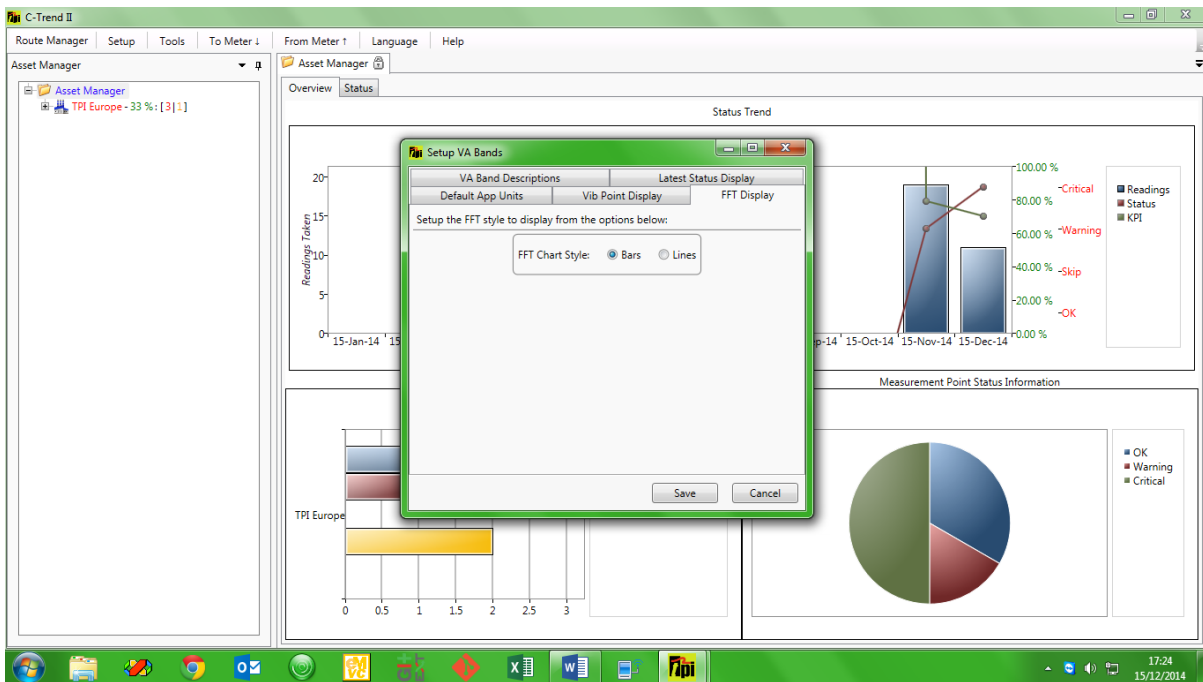 C-Trend II
Route Manager Setup Tools To Meter ↓ From Meter ↑ Language Help
Asset Manager
Asset Manager
TPI Europe - 33 % : [ 3 | 1 ]
Asset Manager
Overview Status
Status Trend
Readings Taken
20
15
10
5
0
15-Jan-14
15
p-14
15-Oct-14
15-Nov-14
15-Dec-14
100.00 %
80.00 %
60.00 %
40.00 %
20.00 %
0.00 %
Critical
Warning
Skip
OK
Readings
Status
KPI
tpi Setup VA Bands
VA Band Descriptions Latest Status Display
Default App Units Vib Point Display FFT Display
Setup the FFT style to display from the options below:
FFT Chart Style: Bars Lines
Save Cancel
TPI Europe
0 0.5 1 1.5 2 2.5 3
Measurement Point Status Information
OK
Warning
Critical
tpi
17:24
15/12/2014